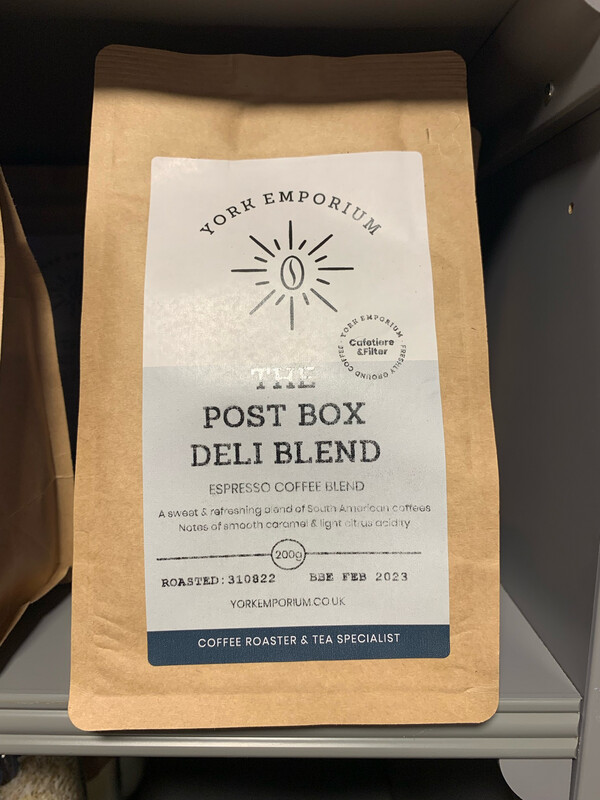 YORK EMPORIUM
YORK EMPORIUM
Cafetiere
&Filter
FRESHLY GROUND COFFEE
THE
POST BOX
DELI BLEND
ESPRESSO COFFEE BLEND
A sweet & refreshing blend of South American coffees
Notes of smooth caramel & light citrus acidity
200g
ROASTED:310822 BBE FEB 2023
YORKEMPORIUM.CO.UK
COFFEE ROASTER & TEA SPECIALIST